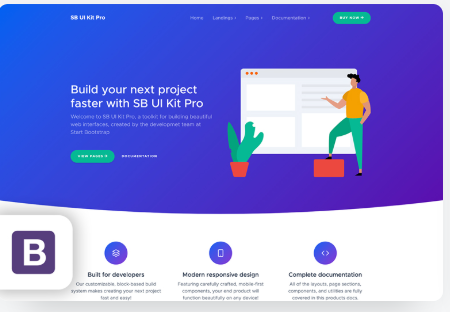 SB UI Kit Pro
Home Landings Pages Documentation
BUY NOW
Build your next project
faster with SB UI Kit Pro
Welcome to SB UI Kit Pro, a toolkit for building beautiful
web interfaces, created by the development team at
Start Bootstrap
VIEW PAGES
DOCUMENTATION
B
Built for developers
Our customizable, block-based build
system makes creating your next project
fast and easy!
Modern responsive design
Featuring carefully crafted, mobile-first
components, your end product will
function beautifully on any device!
Complete documentation
All of the layouts, page sections,
components, and utilities are fully
covered in this products docs.